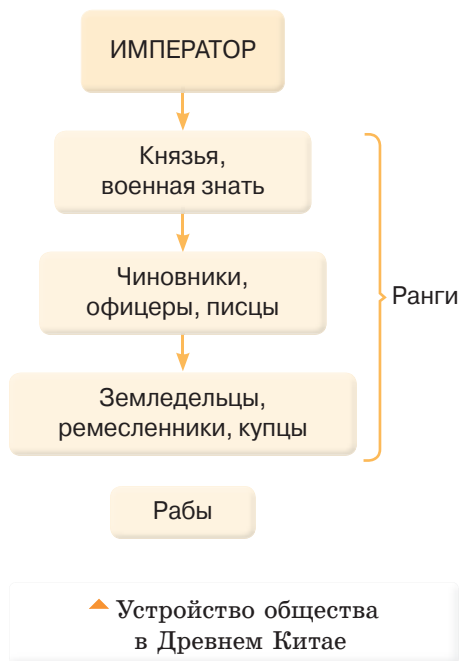 ИМПЕРАТОР
Князья,
военная знать
Чиновники,
офицеры, писцы
Земледельцы,
ремесленники, купцы
Ранги
Рабы
Устройство общества
в Древнем Китае